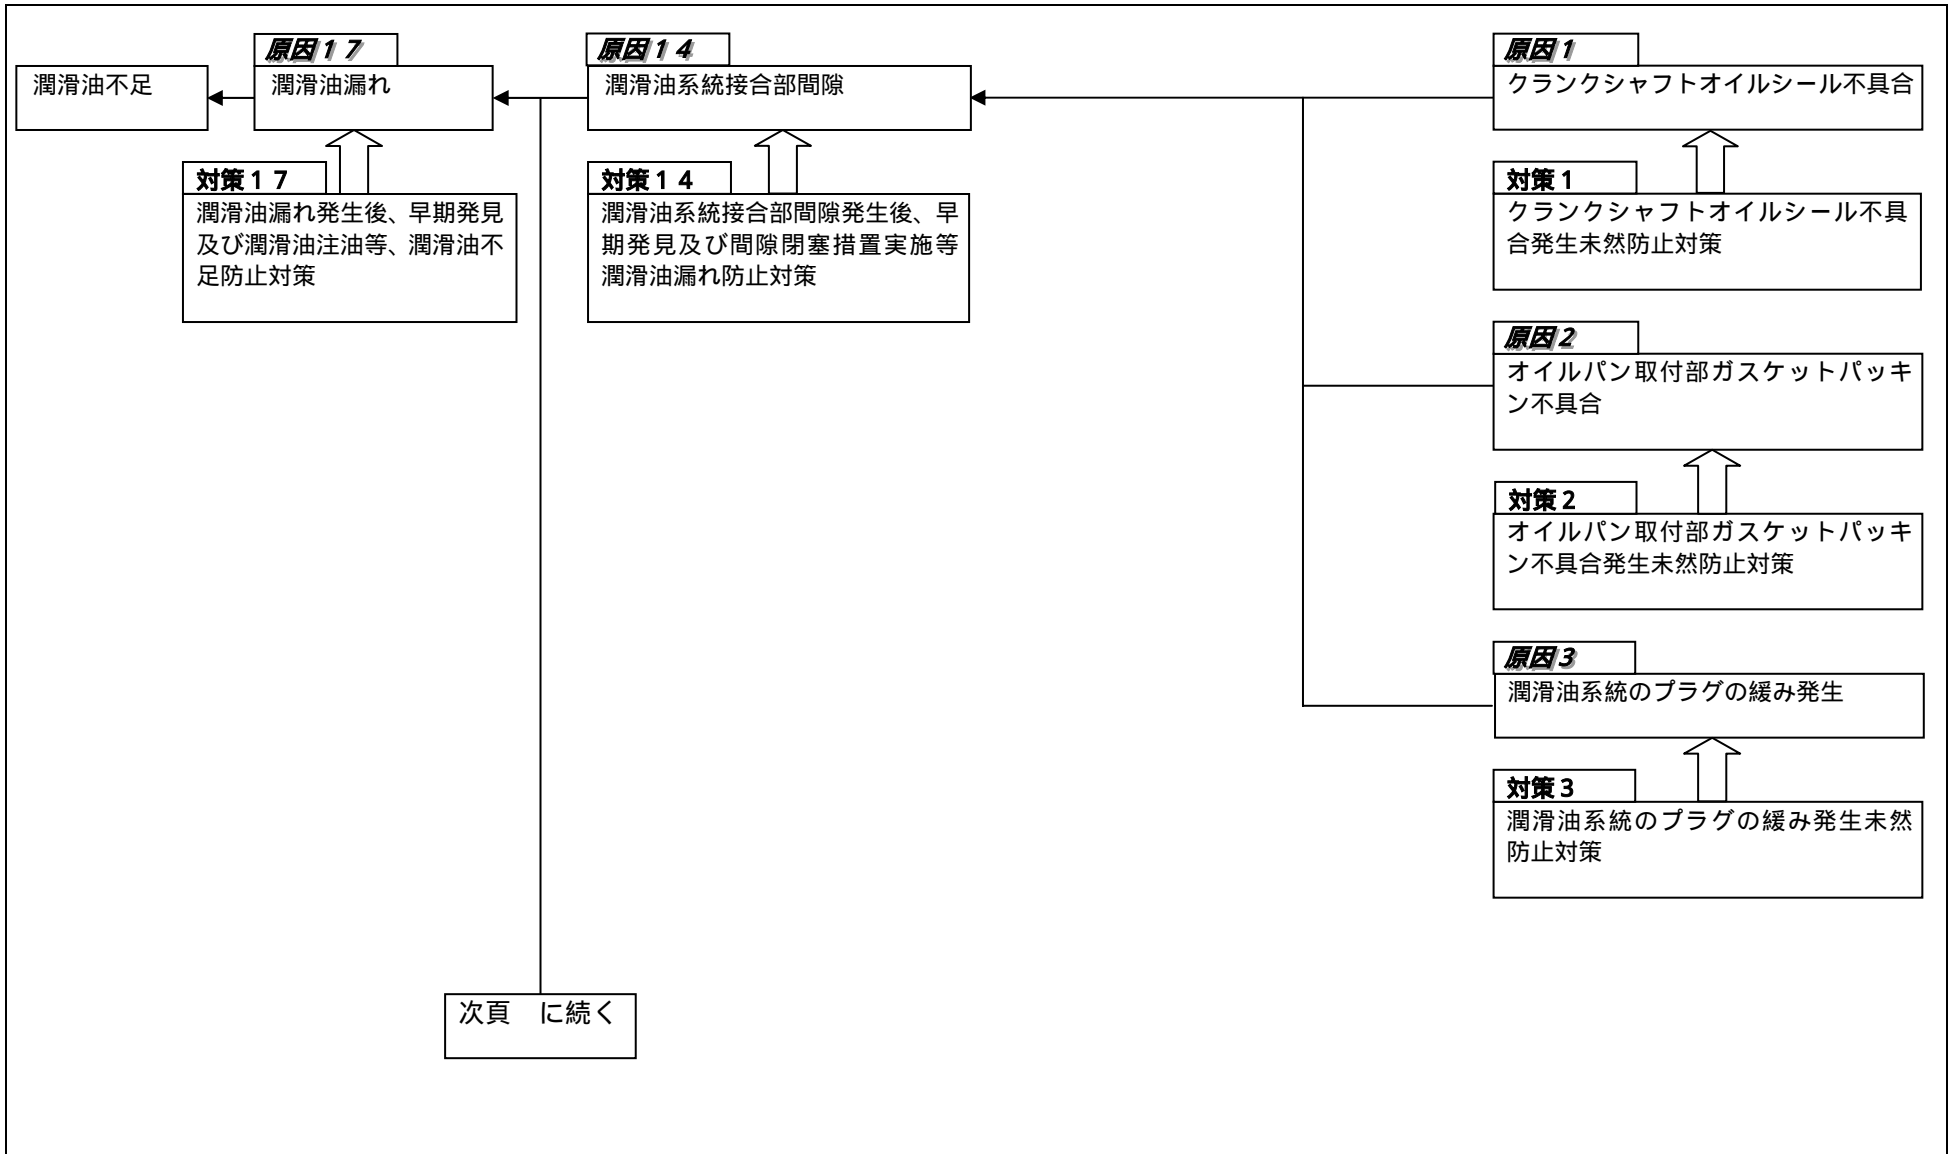 潤滑油不足
原因１７
潤滑油漏れ
対策１７
潤滑油漏れ発生後、早期発見
及び潤滑油注油等、潤滑油不
足防止対策
原因１４
潤滑油系統接合部間隙
対策１４
潤滑油系統接合部間隙発生後、早
期発見及び間隙閉塞措置実施等
潤滑油漏れ防止対策
原因1
クランクシャフトオイルシール不具合
対策1
クランクシャフトオイルシール不具
合発生未然防止対策
原因2
オイルパン取付部ガスケットパッキ
ン不具合
対策2
オイルパン取付部ガスケットパッキ
ン不具合発生未然防止対策
原因3
潤滑油系統のプラグの緩み発生
対策3
潤滑油系統のプラグの緩み発生未然
防止対策
次頁　に続く